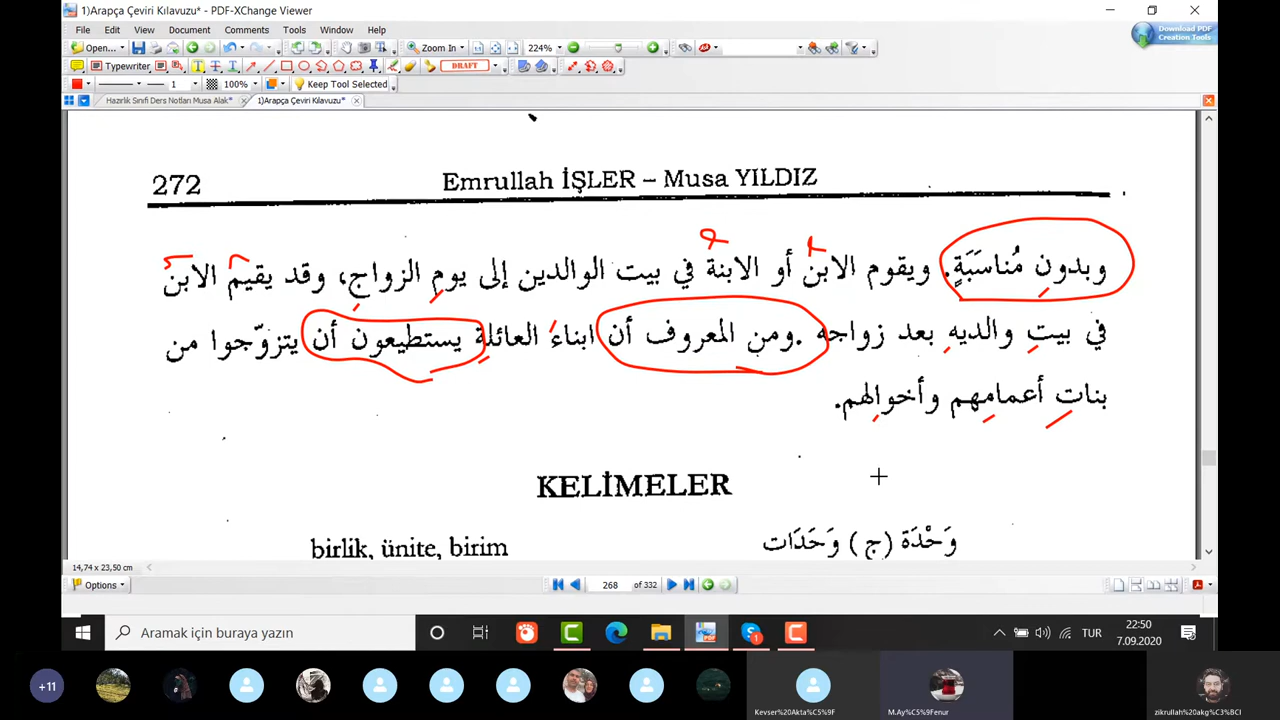 1)Arapça Çeviri Kılavuzu* - PDF-XChange Viewer
File Edit View Document Comments Tools Window Help
Download PDF
Creation Tools
Open... Zoom In 224%
Typewriter DRAFT
1 100% Keep Tool Selected
Hazırlık Sınıfı Ders Notları Musa Alak* 1)Arapça Çeviri Kılavuzu*
272 Emrullah İŞLER – Musa YILDIZ
وبدون مُناسَبَةٍ. ويقوم الابن أو الابنة في بيت الوالدين إلى يوم الزواج، وقد يقيم الابن
في بيت والديه بعد زواجه .ومن المعروف أن ابناء العائلة يستطيعون أن يتزوّجوا من
بنات أعمامهم وأخوالهم.
KELİMELER
birlik, ünite, birim وَحْدَة (ج) وَحَدَات
14,74 x 23,50 cm
Options 268 of 332
Aramak için buraya yazın TUR 22:50
7.09.2020
+11
Kevser%20Akta%C5%9F M.Ay%C5%9Fenur zikrullah%20akg%C3%BCl